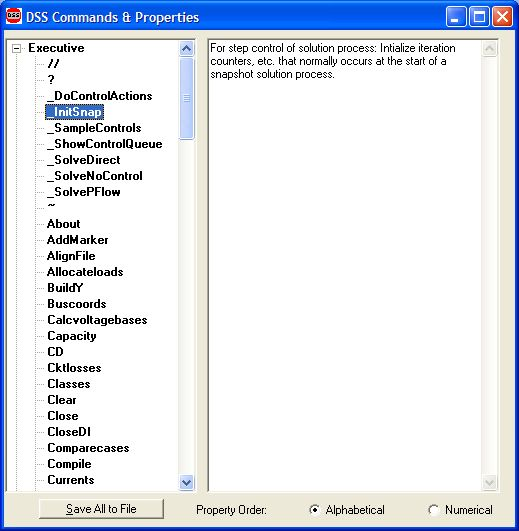 DSS
DSS Commands & Properties
Executive
//
?
_DoControlActions
_InitSnap
_SampleControls
_ShowControlQueue
_SolveDirect
_SolveNoControl
_SolvePFlow
~
About
AddMarker
AlignFile
Allocateloads
BuildY
Buscoords
Calcvoltagebases
Capacity
CD
Cktlosses
Classes
Clear
Close
CloseDI
Comparecases
Compile
Currents
For step control of solution process: Intialize iteration
counters, etc. that normally occurs at the start of a
snapshot solution process.
Save All to File
Property Order:
Alphabetical
Numerical